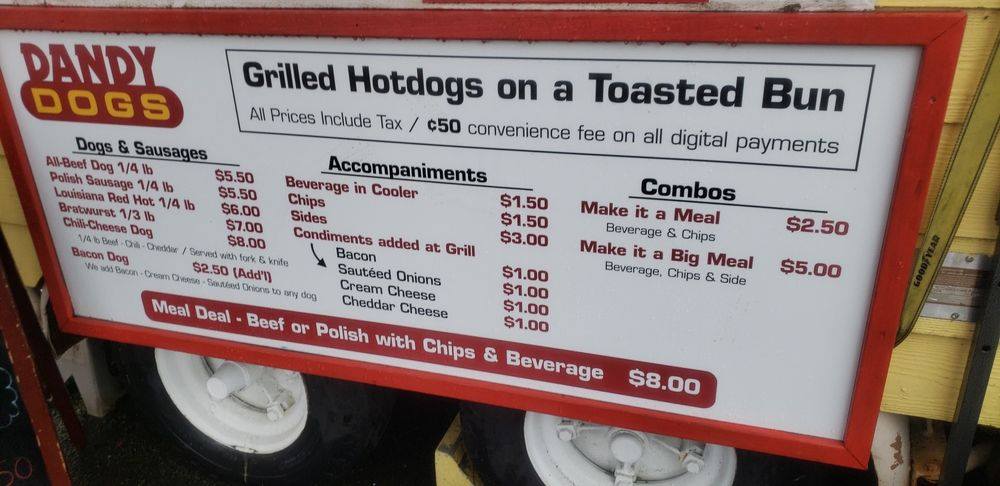 DANDY
DOGS
Grilled Hotdogs on a Toasted Bun
All Prices Include Tax / ¢50 convenience fee on all digital payments
Dogs & Sausages
All-Beef Dog 1/4 lb $5.50
Polish Sausage 1/4 lb $5.50
Louisiana Red Hot 1/4 lb $6.00
Bratwurst 1/3 lb $7.00
Chili-Cheese Dog $8.00
1/4 lb Beef - Chili - Cheddar / Served with fork & knife
Bacon Dog $2.50 (Add'l)
We add Bacon - Cream Cheese - Sautéed Onions to any dog
Accompaniments
Beverage in Cooler $1.50
Chips $1.50
Sides $3.00
Condiments added at Grill
Bacon $1.00
Sautéed Onions $1.00
Cream Cheese $1.00
Cheddar Cheese $1.00
Combos
Make it a Meal $2.50
Beverage & Chips
Make it a Big Meal $5.00
Beverage, Chips & Side
Meal Deal - Beef or Polish with Chips & Beverage $8.00
GOODYEAR